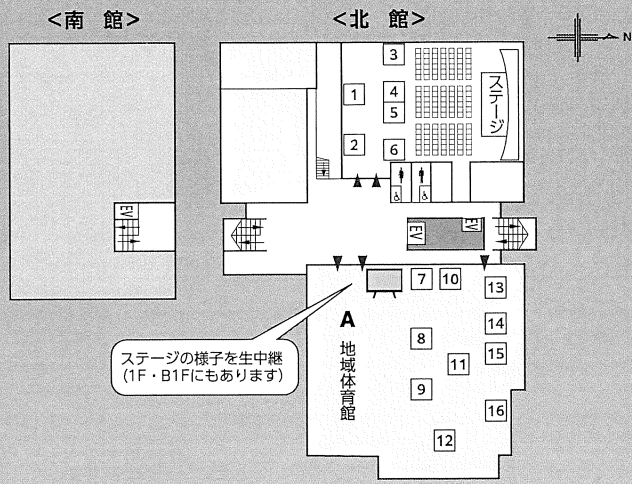 <南 館>
<北 館>
N
3
ステージ
1
4
5
2
6
EV
EV
EV
7
10
13
A
地域体育館
8
14
15
11
9
16
12
ステージの様子を生中継
(1F・B1Fにもあります)